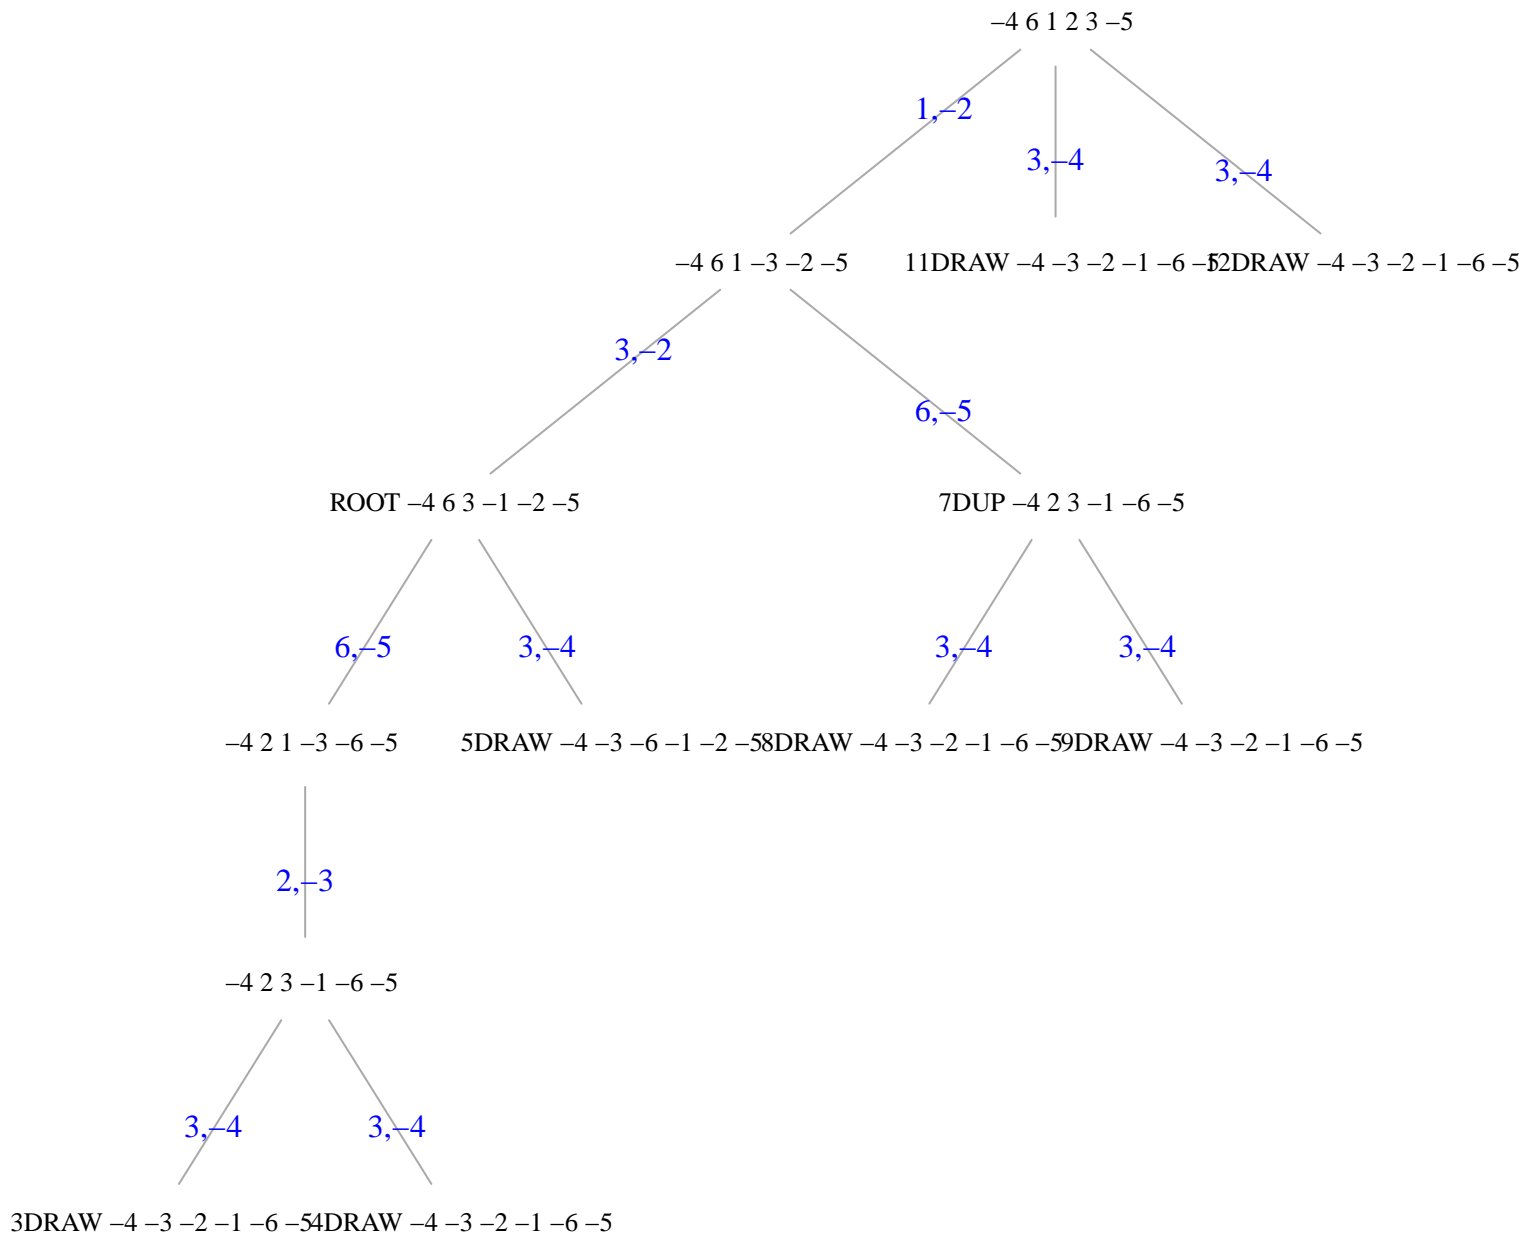 –4 6 1 2 3 –5
1,–2
3,–4
3,–4
–4 6 1 –3 –2 –5
11DRAW –4 –3 –2 –1 –6 –5
12DRAW –4 –3 –2 –1 –6 –5
3,–2
6,–5
ROOT –4 6 3 –1 –2 –5
7DUP –4 2 3 –1 –6 –5
6,–5
3,–4
3,–4
3,–4
–4 2 1 –3 –6 –5
5DRAW –4 –3 –6 –1 –2 –5
8DRAW –4 –3 –2 –1 –6 –5
9DRAW –4 –3 –2 –1 –6 –5
2,–3
–4 2 3 –1 –6 –5
3,–4
3,–4
3DRAW –4 –3 –2 –1 –6 –5
4DRAW –4 –3 –2 –1 –6 –5